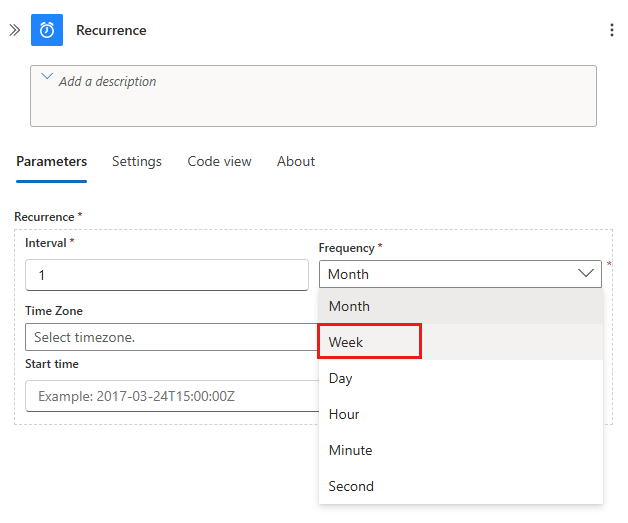 Recurrence
Add a description
Parameters Settings Code view About
Recurrence *
Interval * Frequency *
1 Month *
Month
Time Zone
Select timezone. Week
Start time
Day
Example: 2017-03-24T15:00:00Z
Hour
Minute
Second